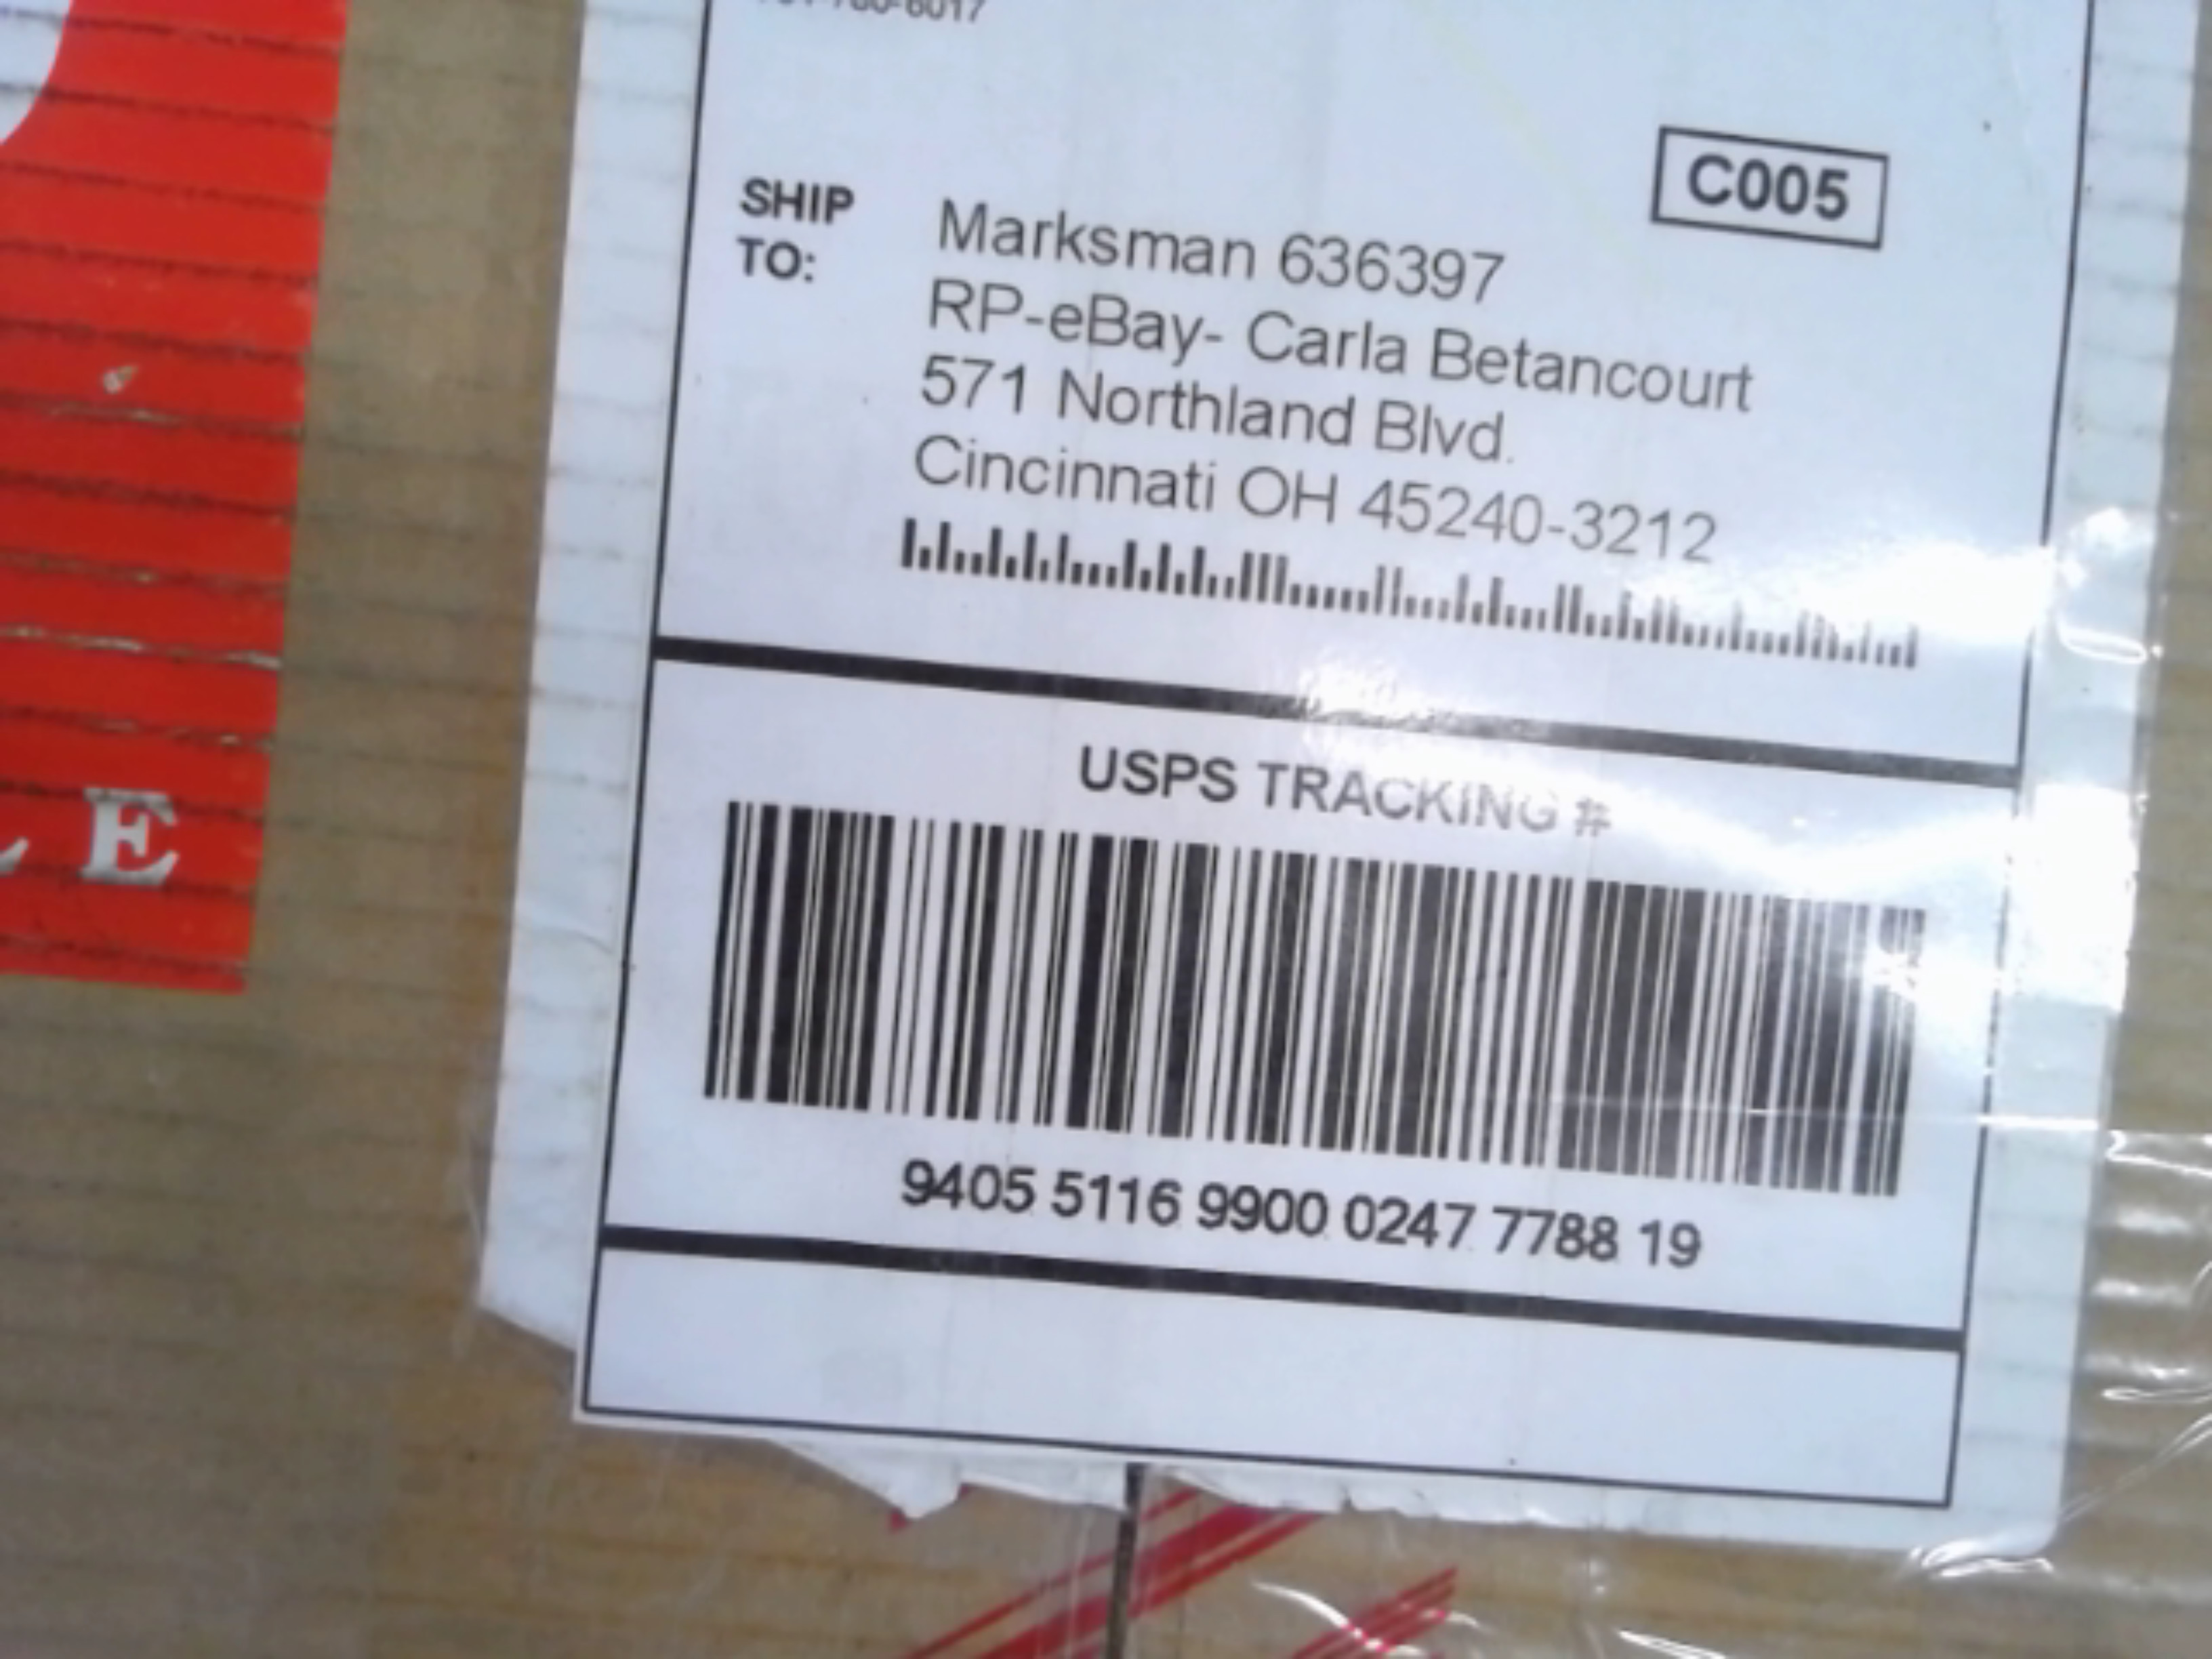 C005
SHIP
TO:
Marksman 636397
RP-eBay- Carla Betancourt
571 Northland Blvd.
Cincinnati OH 45240-3212
USPS TRACKING #
9405 5116 9900 0247 7788 19
E